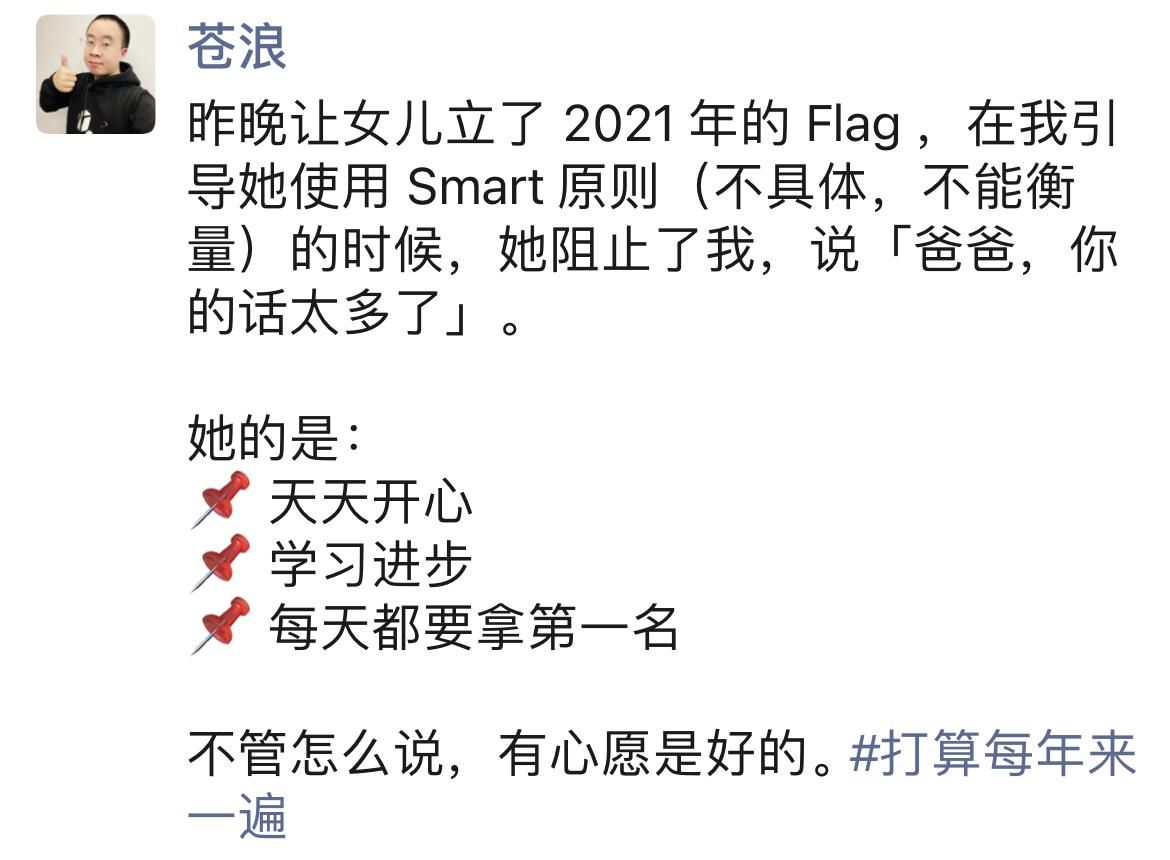 苍浪
昨晚让女儿立了 2021 年的 Flag ，在我引
导她使用 Smart 原则（不具体，不能衡
量）的时候，她阻止了我，说「爸爸，你
的话太多了」。
她的是：
📌 天天开心
📌 学习进步
📌 每天都要拿第一名
不管怎么说，有心愿是好的。#打算每年来
一遍